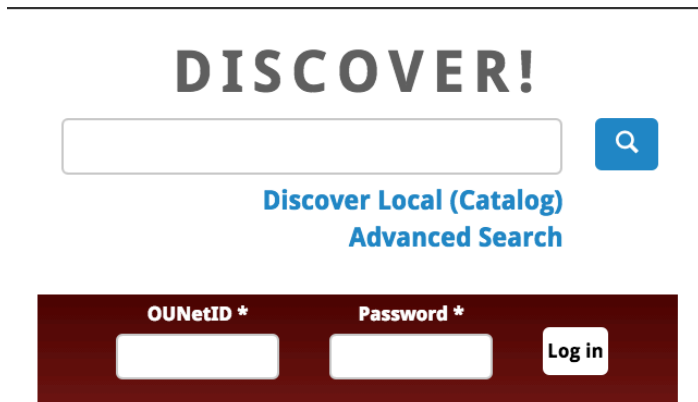 DISCOVER!
Discover Local (Catalog)
Advanced Search
OUNetID * Password *
Log in